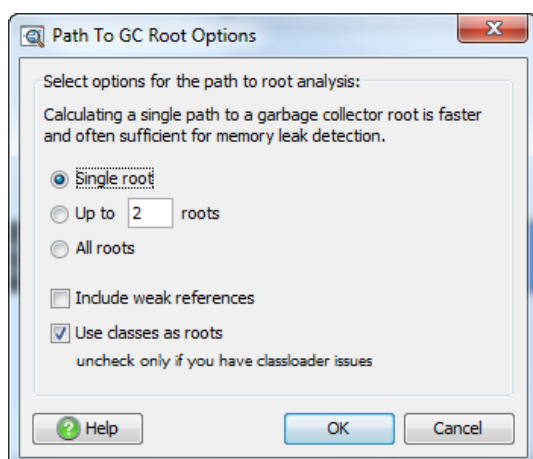 Path To GC Root Options
Select options for the path to root analysis:
Calculating a single path to a garbage collector root is faster
and often sufficient for memory leak detection.
Single root
Up to 2 roots
All roots
Include weak references
Use classes as roots
uncheck only if you have classloader issues
Help OK Cancel